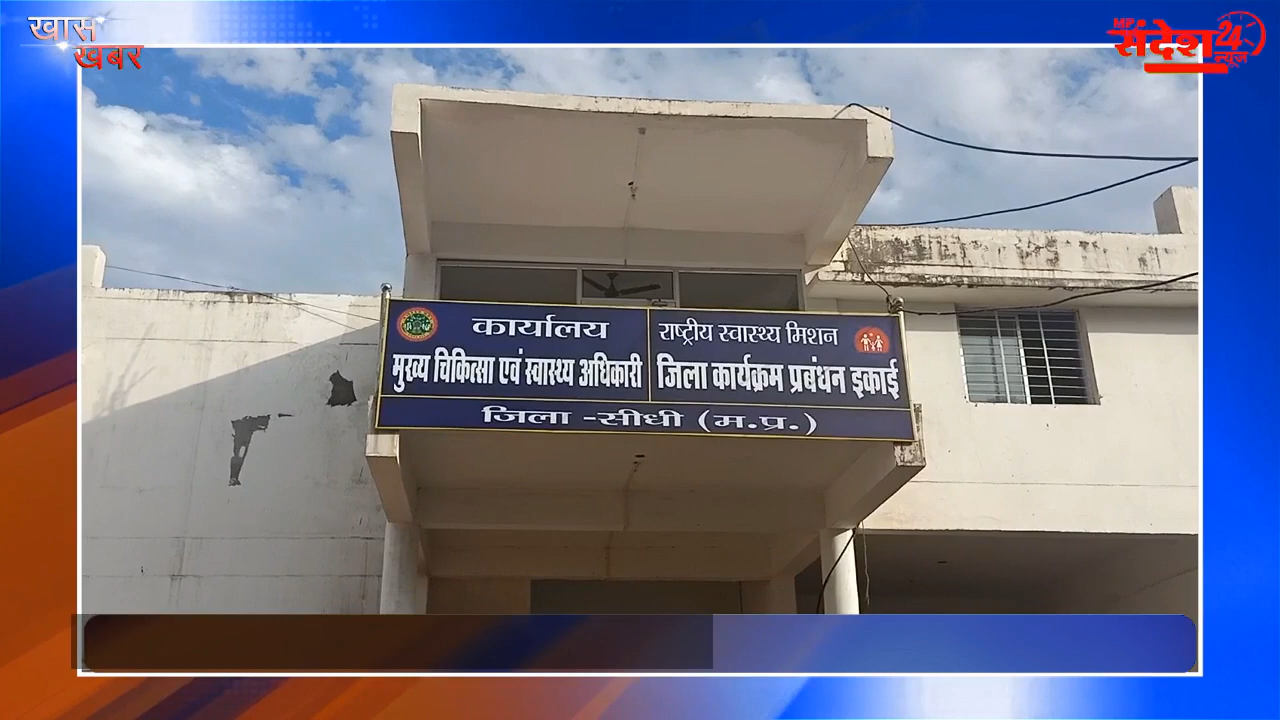 खास
खबर
MP
संदेश 24
न्यूज़
कार्यालय
मुख्य चिकित्सा एवं स्वास्थ्य अधिकारी
राष्ट्रीय स्वास्थ्य मिशन
जिला कार्यक्रम प्रबंधन इकाई
जिला -सीधी (म.प्र.)